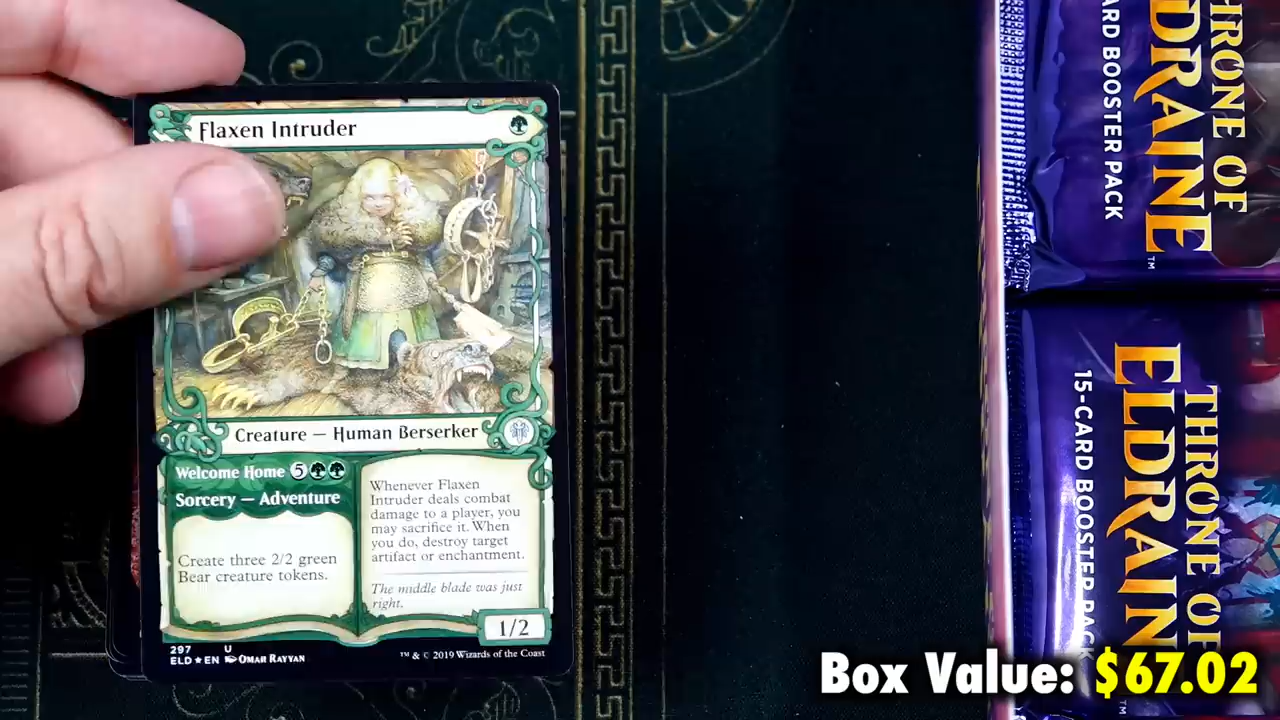 Flaxen Intruder
Creature — Human Berserker
Welcome Home 5
Sorcery — Adventure
Create three 2/2 green
Bear creature tokens.
Whenever Flaxen
Intruder deals combat
damage to a player, you
may sacrifice it. When
you do, destroy target
artifact or enchantment.
The middle blade was just
right.
1/2
297 U
ELD ★ EN Omar Rayyan
™ & © 2019 Wizards of the Coast
THRONE OF
ELDRAINE™
15-CARD BOOSTER PACK
THRONE OF
DRAINE™
ARD BOOSTER PACK
Box Value: $67.02